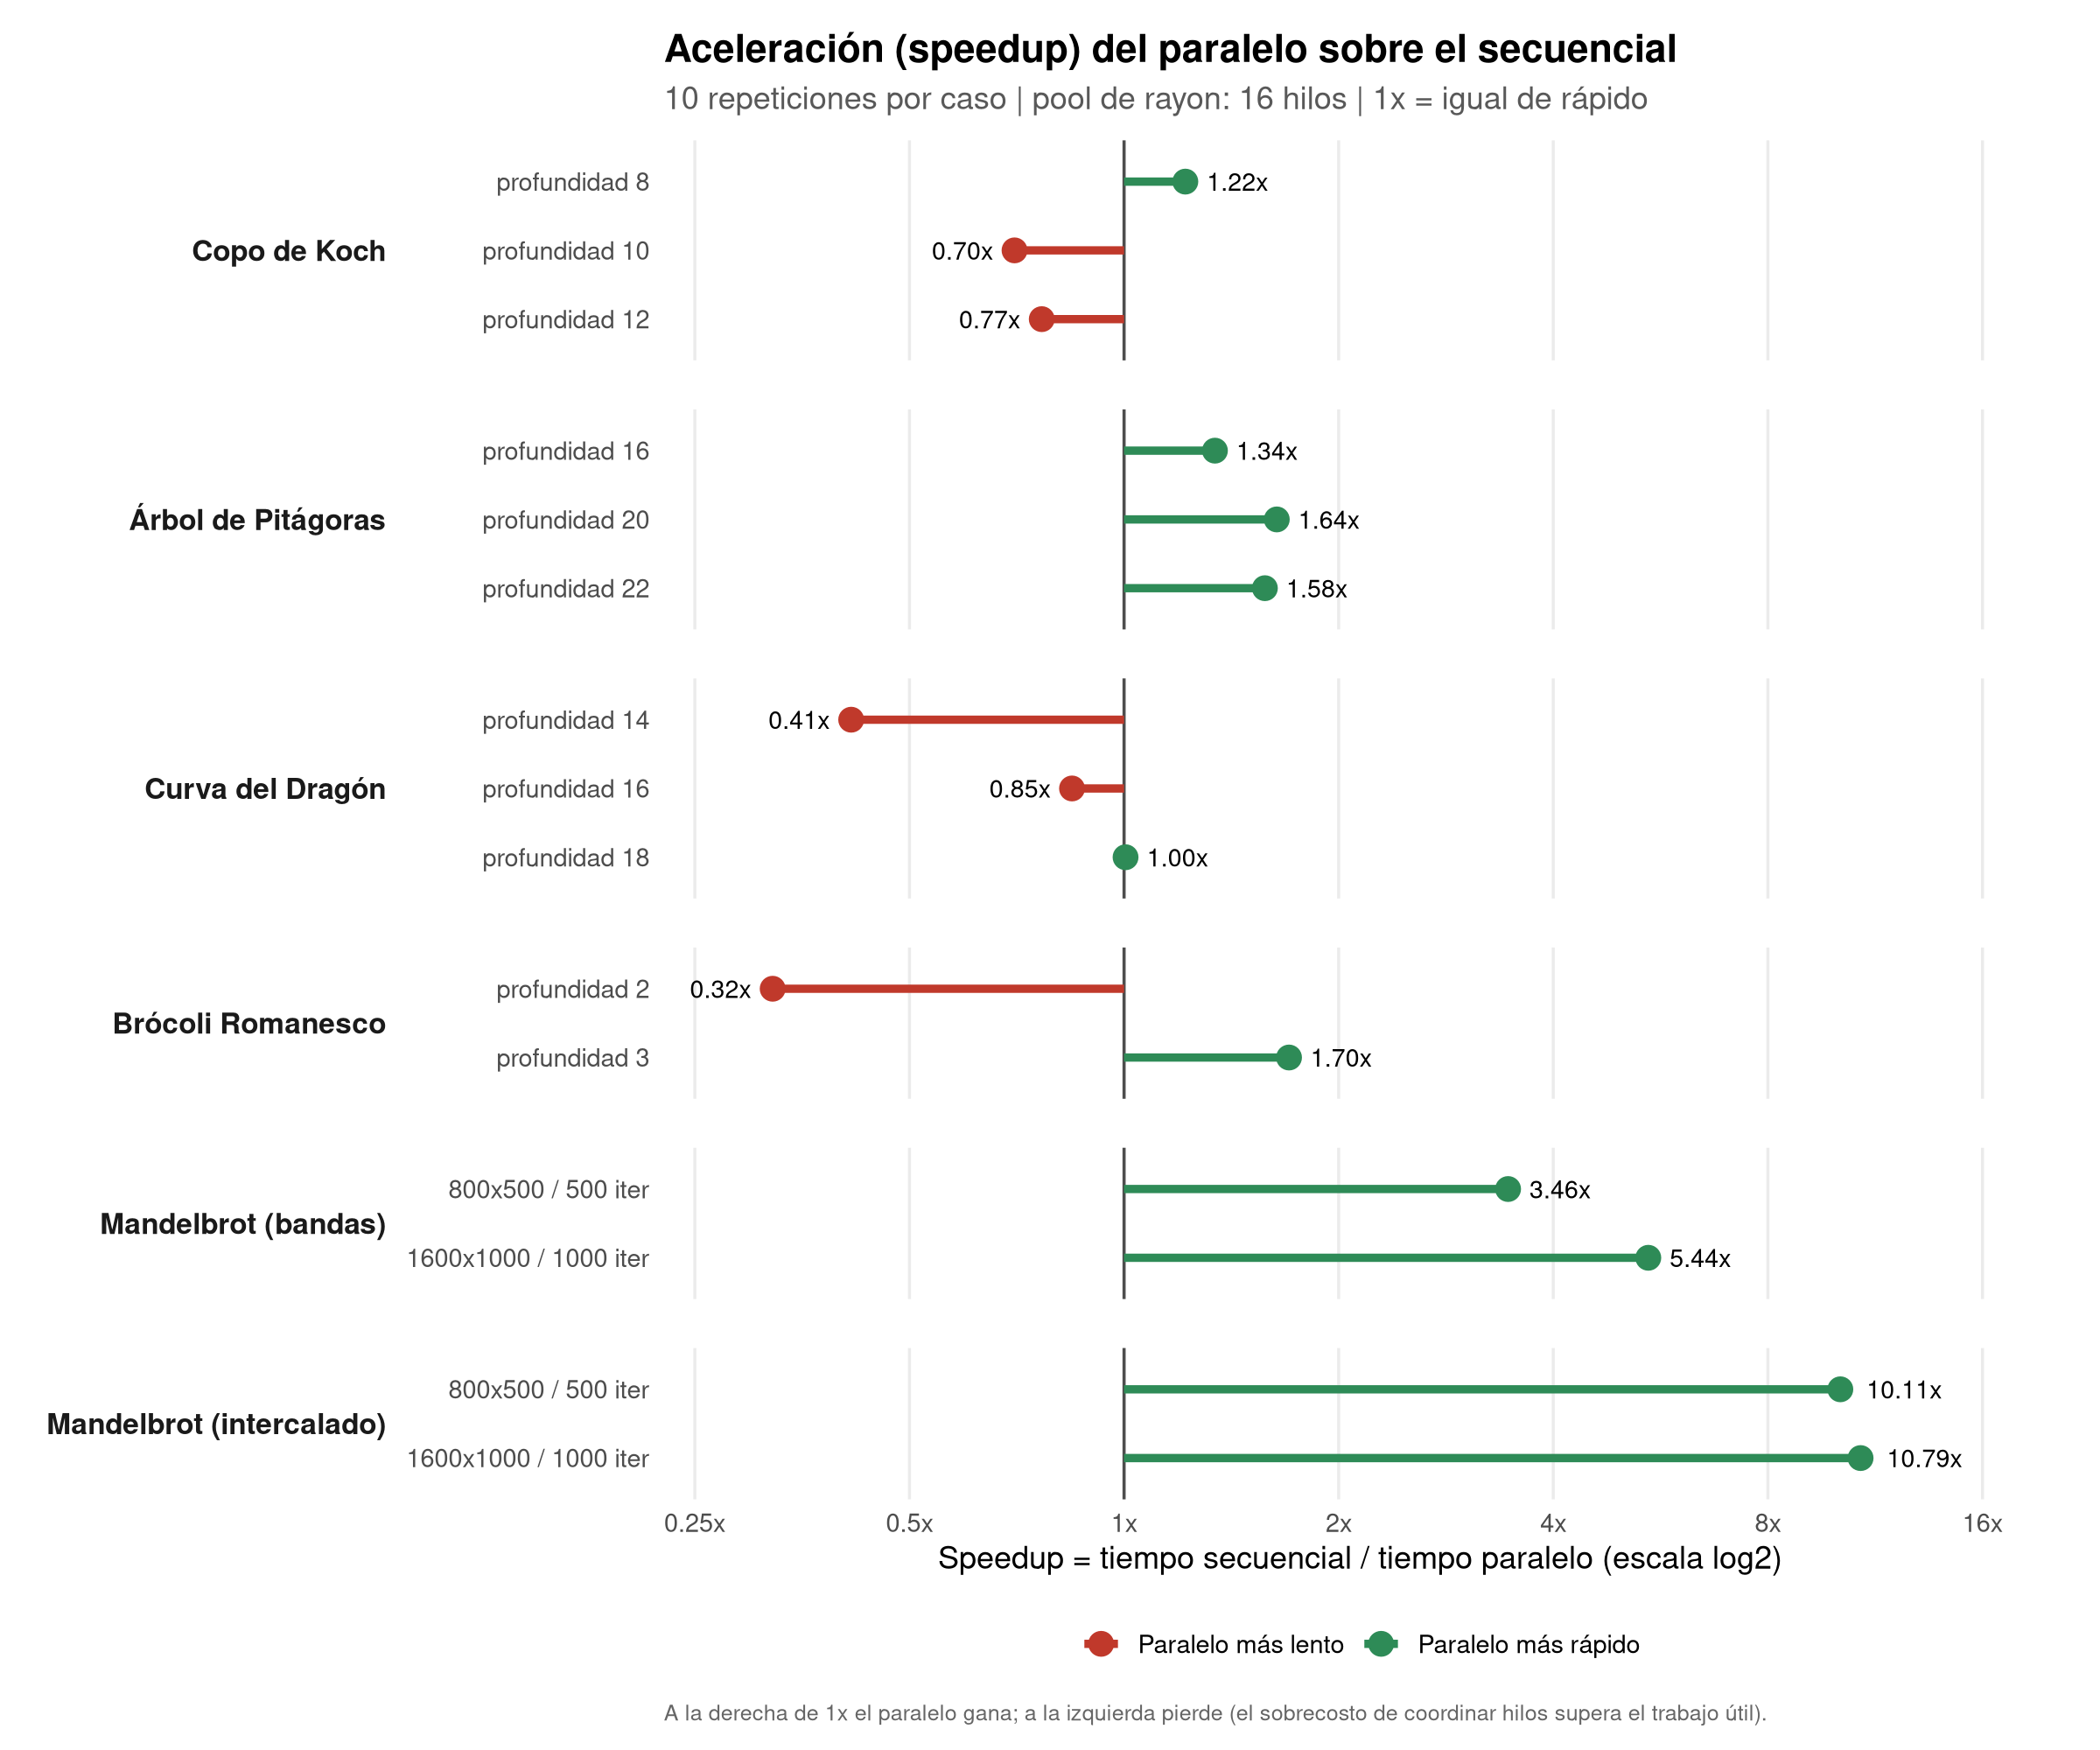 Aceleración (speedup) del paralelo sobre el secuencial
10 repeticiones por caso | pool de rayon: 16 hilos | 1x = igual de rápido
Copo de Koch
profundidad 8
1.22x
profundidad 10
0.70x
profundidad 12
0.77x
Árbol de Pitágoras
profundidad 16
1.34x
profundidad 20
1.64x
profundidad 22
1.58x
Curva del Dragón
profundidad 14
0.41x
profundidad 16
0.85x
profundidad 18
1.00x
Brócoli Romanesco
profundidad 2
0.32x
profundidad 3
1.70x
Mandelbrot (bandas)
800x500 / 500 iter
3.46x
1600x1000 / 1000 iter
5.44x
Mandelbrot (intercalado)
800x500 / 500 iter
10.11x
1600x1000 / 1000 iter
10.79x
0.25x 0.5x 1x 2x 4x 8x 16x
Speedup = tiempo secuencial / tiempo paralelo (escala log2)
Paralelo más lento Paralelo más rápido
A la derecha de 1x el paralelo gana; a la izquierda pierde (el sobrecosto de coordinar hilos supera el trabajo útil).